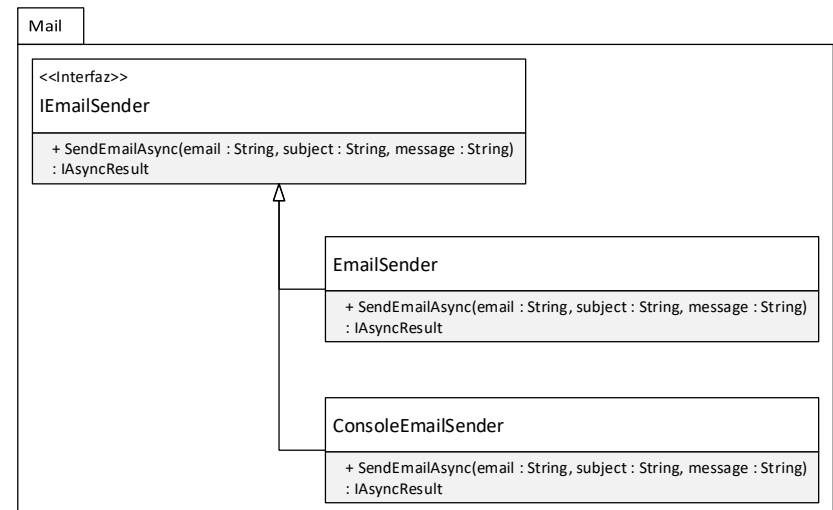 Mail
<<Interfaz>>
IEmailSender
+ SendEmailAsync(email : String, subject : String, message : String)
: IAsyncResult
EmailSender
+ SendEmailAsync(email : String, subject : String, message : String)
: IAsyncResult
ConsoleEmailSender
+ SendEmailAsync(email : String, subject : String, message : String)
: IAsyncResult